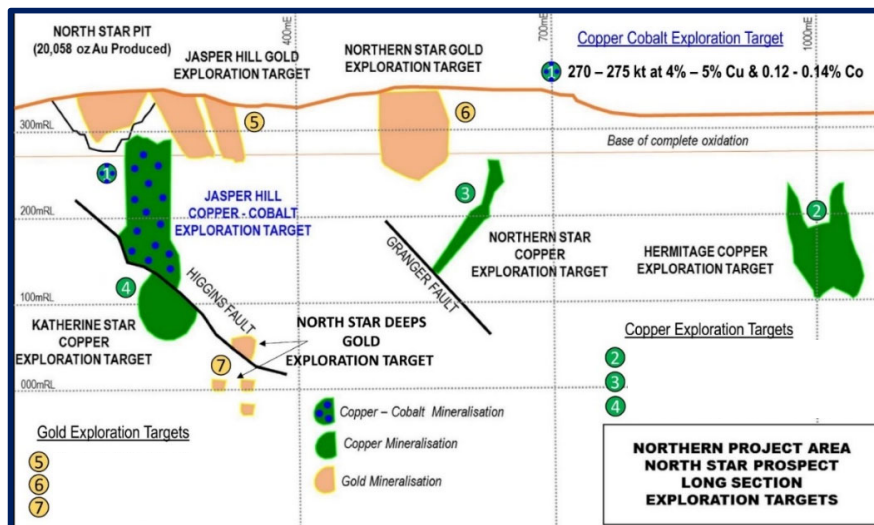 NORTH STAR PIT
(20,058 oz Au Produced)
JASPER HILL GOLD
EXPLORATION TARGET
400mE
NORTHERN STAR GOLD
EXPLORATION TARGET
700mE
Copper Cobalt Exploration Target
1 270 – 275 kt at 4% – 5% Cu & 0.12 - 0.14% Co
1000mE
300mRL
5
6
Base of complete oxidation
1
200mRL
JASPER HILL
COPPER - COBALT
EXPLORATION TARGET
3
NORTHERN STAR
COPPER
EXPLORATION TARGET
GRANGER FAULT
HERMITAGE COPPER
EXPLORATION TARGET
2
4
100mRL
HIGGINS FAULT
KATHERINE STAR
COPPER
EXPLORATION TARGET
NORTH STAR DEEPS
GOLD
EXPLORATION TARGET
7
000mRL
Copper Exploration Targets
2
3
4
Copper – Cobalt Mineralisation
Copper Mineralisation
Gold Mineralisation
Gold Exploration Targets
5
6
7
NORTHERN PROJECT AREA
NORTH STAR PROSPECT
LONG SECTION
EXPLORATION TARGETS